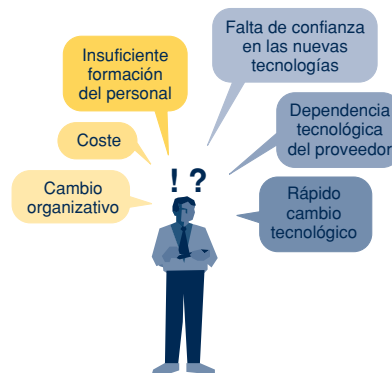 Insuficiente
formación
del personal
Falta de confianza
en las nuevas
tecnologías
Coste
Dependencia
tecnológica
del proveedor
Cambio
organizativo
! ?
Rápido
cambio
tecnológico